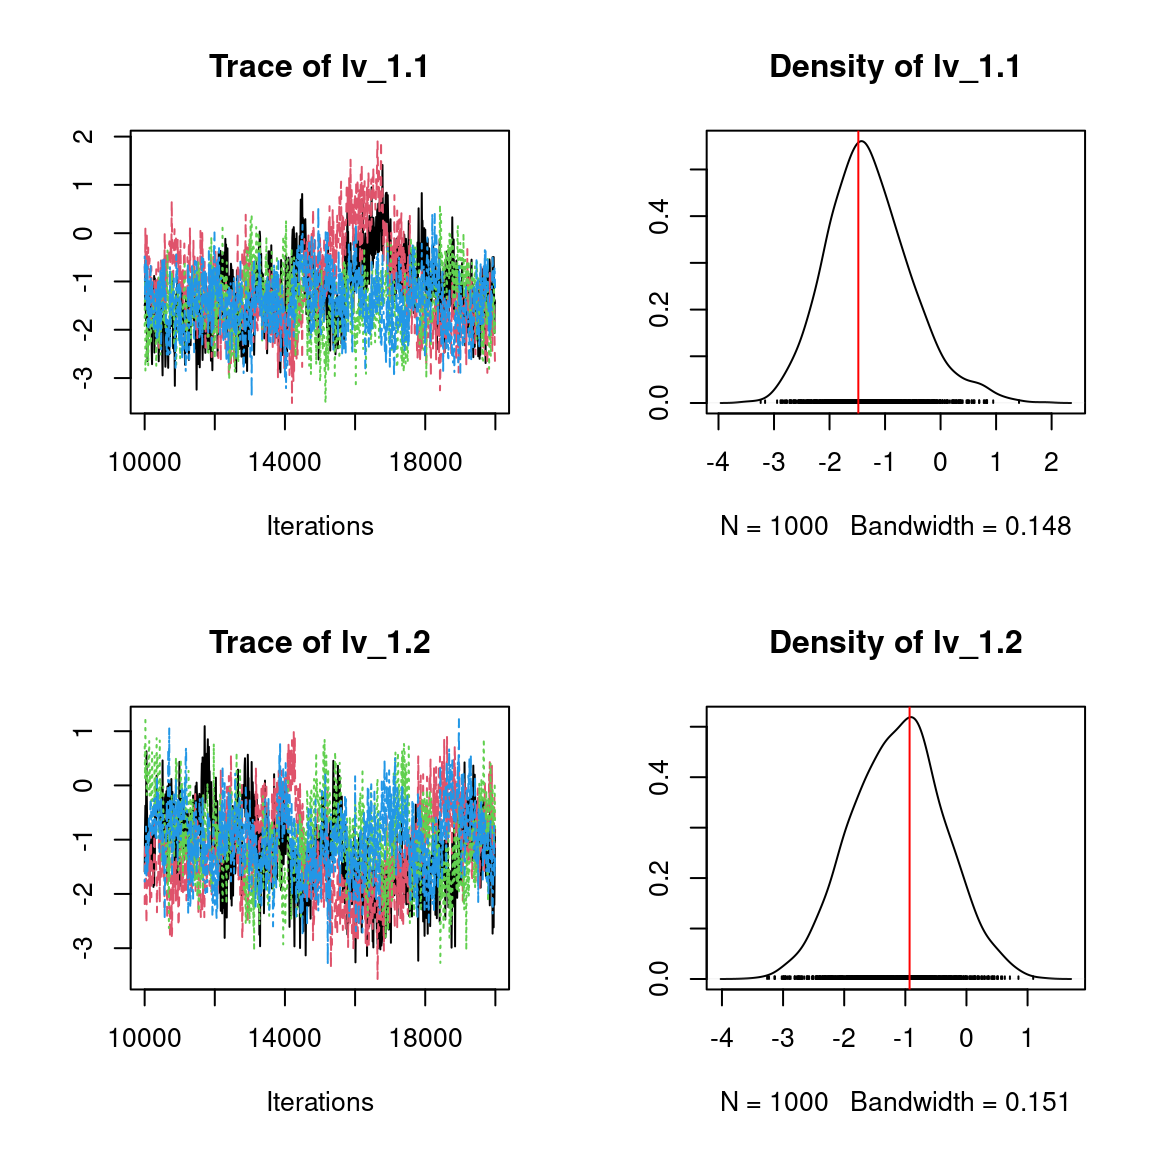 Trace of lv_1.1
2
1
0
-1
-2
-3
10000 14000 18000
Iterations
Density of lv_1.1
0.4
0.2
0.0
-4 -3 -2 -1 0 1 2
N = 1000 Bandwidth = 0.148
Trace of lv_1.2
1
0
-1
-2
-3
10000 14000 18000
Iterations
Density of lv_1.2
0.4
0.2
0.0
-4 -3 -2 -1 0 1
N = 1000 Bandwidth = 0.151